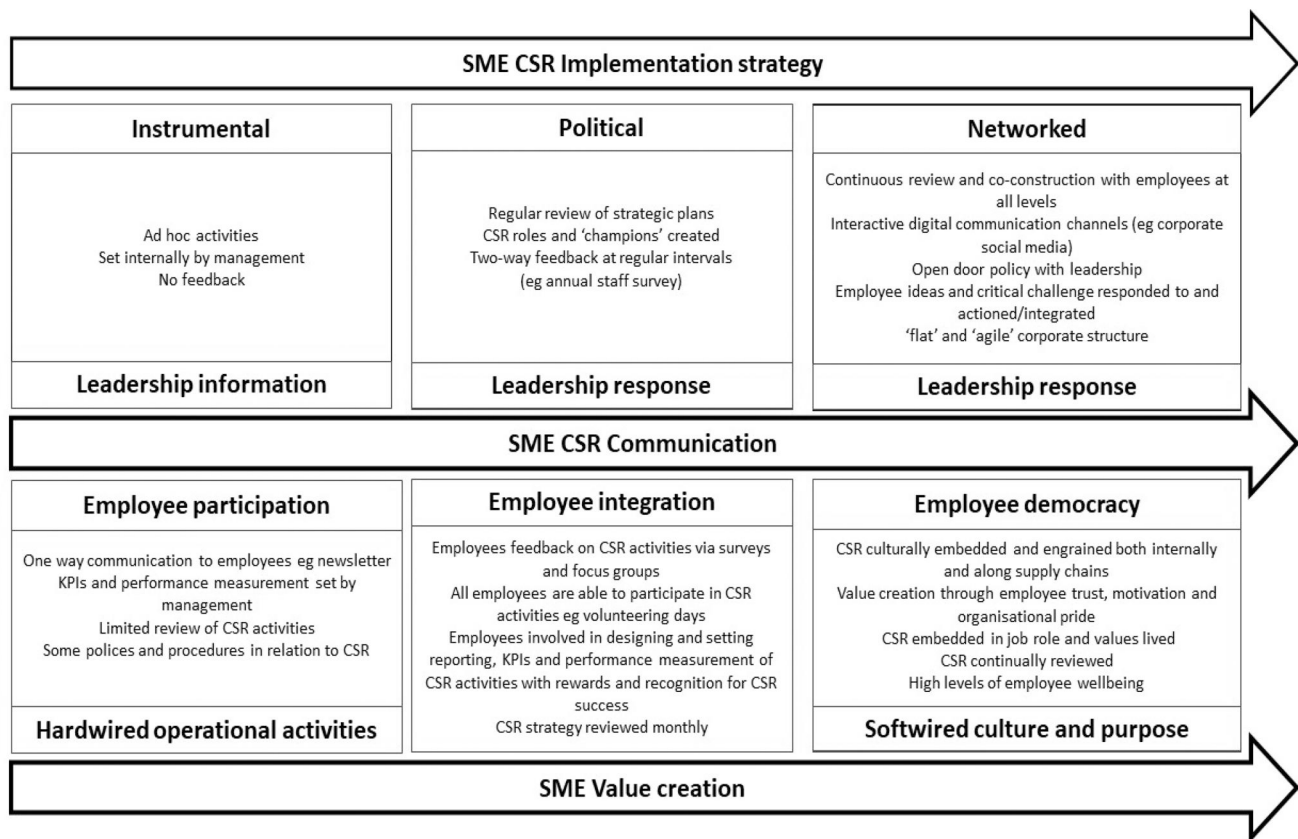 SME CSR Implementation strategy
Instrumental
Ad hoc activities
Set internally by management
No feedback
Leadership information
Political
Regular review of strategic plans
CSR roles and ‘champions’ created
Two-way feedback at regular intervals
(eg annual staff survey)
Leadership response
Networked
Continuous review and co-construction with employees at
all levels
Interactive digital communication channels (eg corporate
social media)
Open door policy with leadership
Employee ideas and critical challenge responded to and
actioned/integrated
‘flat’ and ‘agile’ corporate structure
Leadership response
SME CSR Communication
Employee participation
One way communication to employees eg newsletter
KPIs and performance measurement set by
management
Limited review of CSR activities
Some polices and procedures in relation to CSR
Hardwired operational activities
Employee integration
Employees feedback on CSR activities via surveys
and focus groups
All employees are able to participate in CSR
activities eg volunteering days
Employees involved in designing and setting
reporting, KPIs and performance measurement of
CSR activities with rewards and recognition for CSR
success
CSR strategy reviewed monthly
Employee democracy
CSR culturally embedded and engrained both internally
and along supply chains
Value creation through employee trust, motivation and
organisational pride
CSR embedded in job role and values lived
CSR continually reviewed
High levels of employee wellbeing
Softwired culture and purpose
SME Value creation